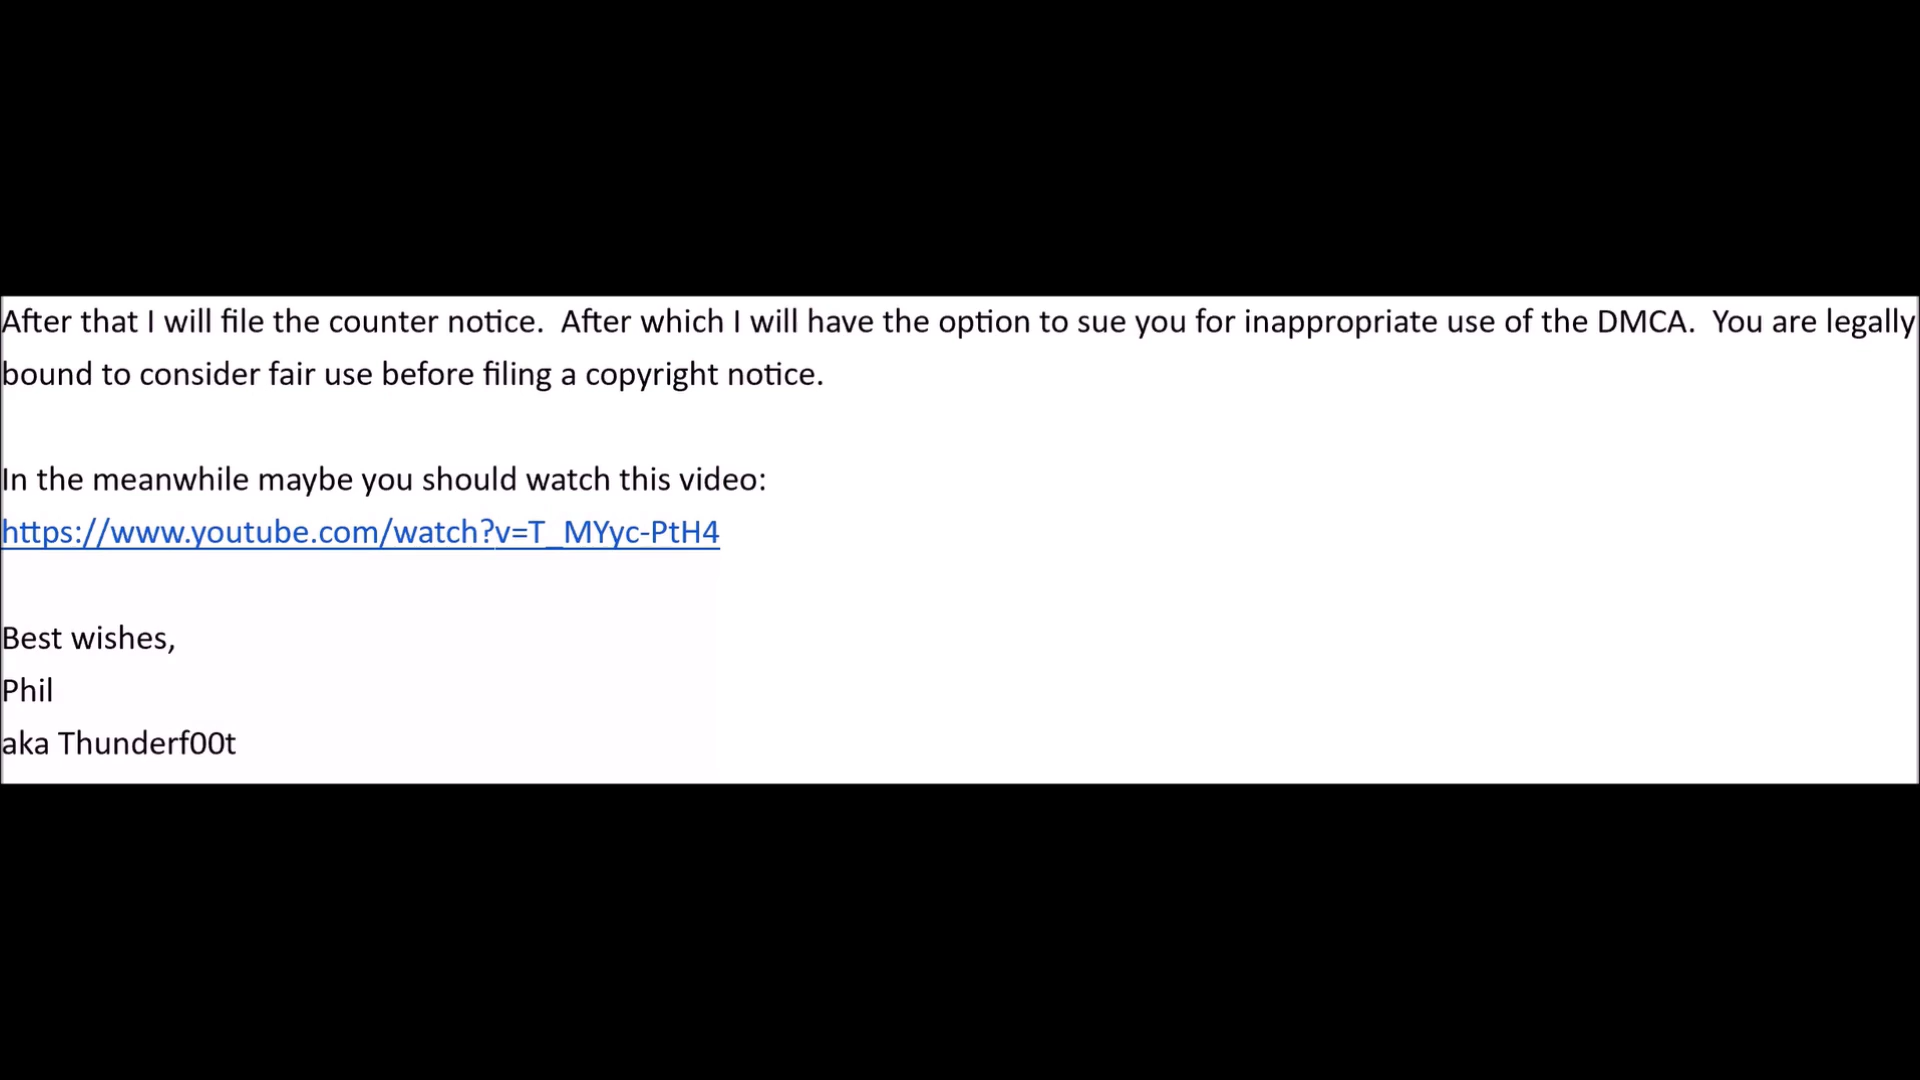 After that I will file the counter notice.  After which I will have the option to sue you for inappropriate use of the DMCA.  You are legally
bound to consider fair use before filing a copyright notice.
In the meanwhile maybe you should watch this video:
https://www.youtube.com/watch?v=T_MYyc-PtH4
Best wishes,
Phil
aka Thunderf00t